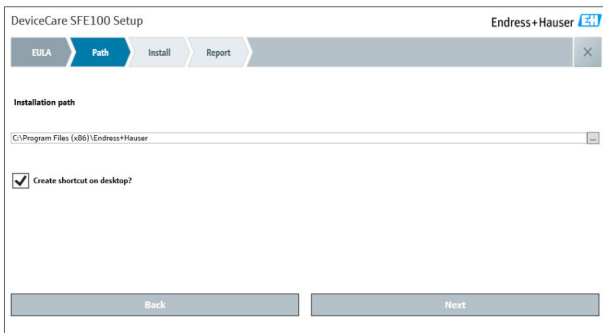 DeviceCare SFE100 Setup
Endress+Hauser EH
EULA Path Install Report
Installation path
C:\Program Files (x86)\Endress+Hauser
...
Create shortcut on desktop?
Back Next